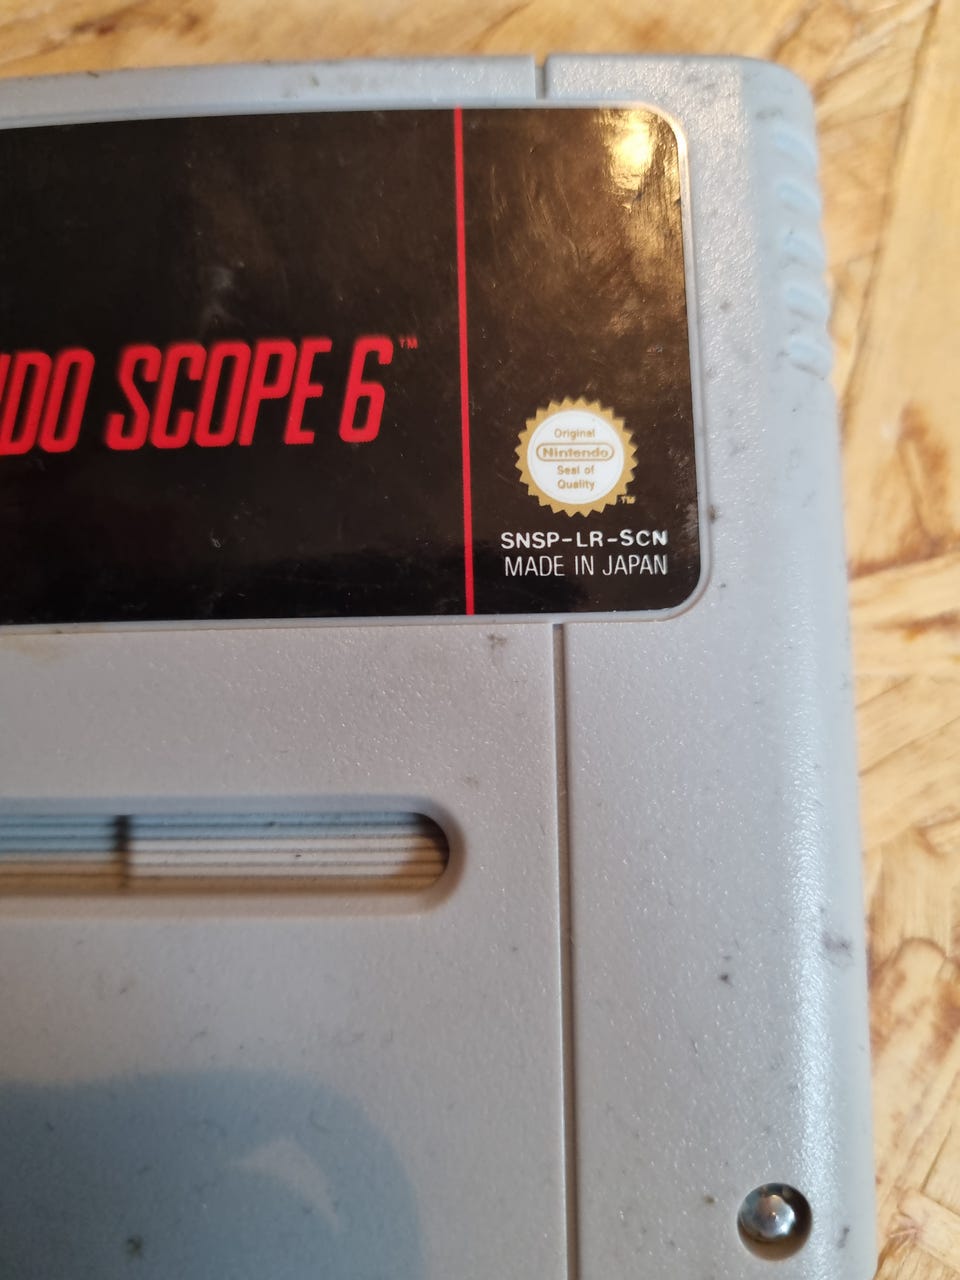 NDO SCOPE 6™
Original
Nintendo
Seal of
Quality
™
SNSP-LR-SCN
MADE IN JAPAN